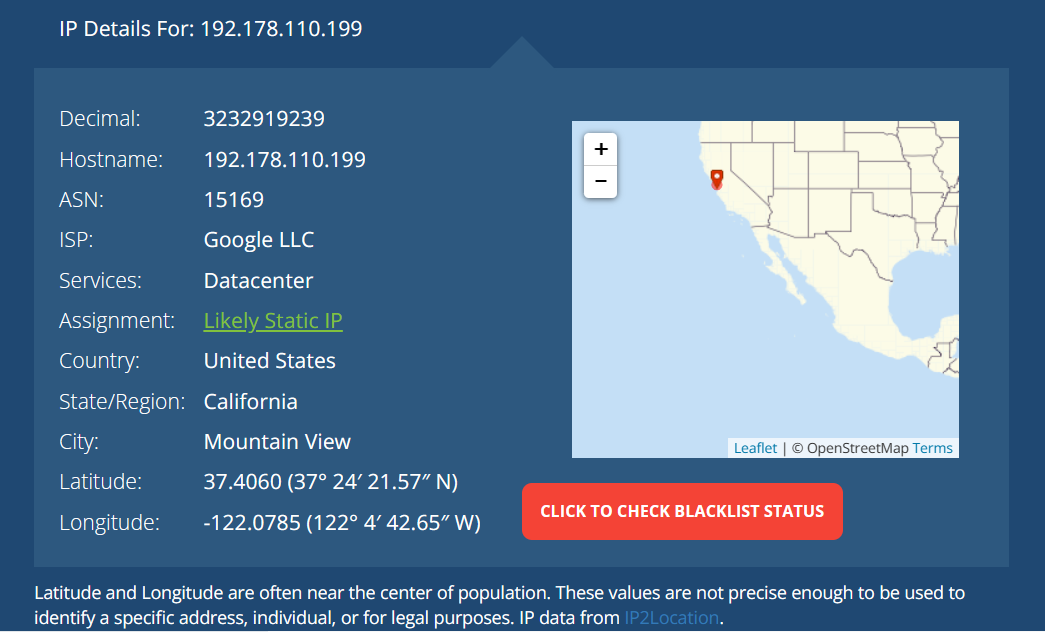 IP Details For: 192.178.110.199
Decimal: 3232919239
Hostname: 192.178.110.199
ASN: 15169
ISP: Google LLC
Services: Datacenter
Assignment: Likely Static IP
Country: United States
State/Region: California
City: Mountain View
Latitude: 37.4060 (37° 24′ 21.57″ N)
Longitude: -122.0785 (122° 4′ 42.65″ W)
+
−
Leaflet | © OpenStreetMap Terms
CLICK TO CHECK BLACKLIST STATUS
Latitude and Longitude are often near the center of population. These values are not precise enough to be used to
identify a specific address, individual, or for legal purposes. IP data from IP2Location.